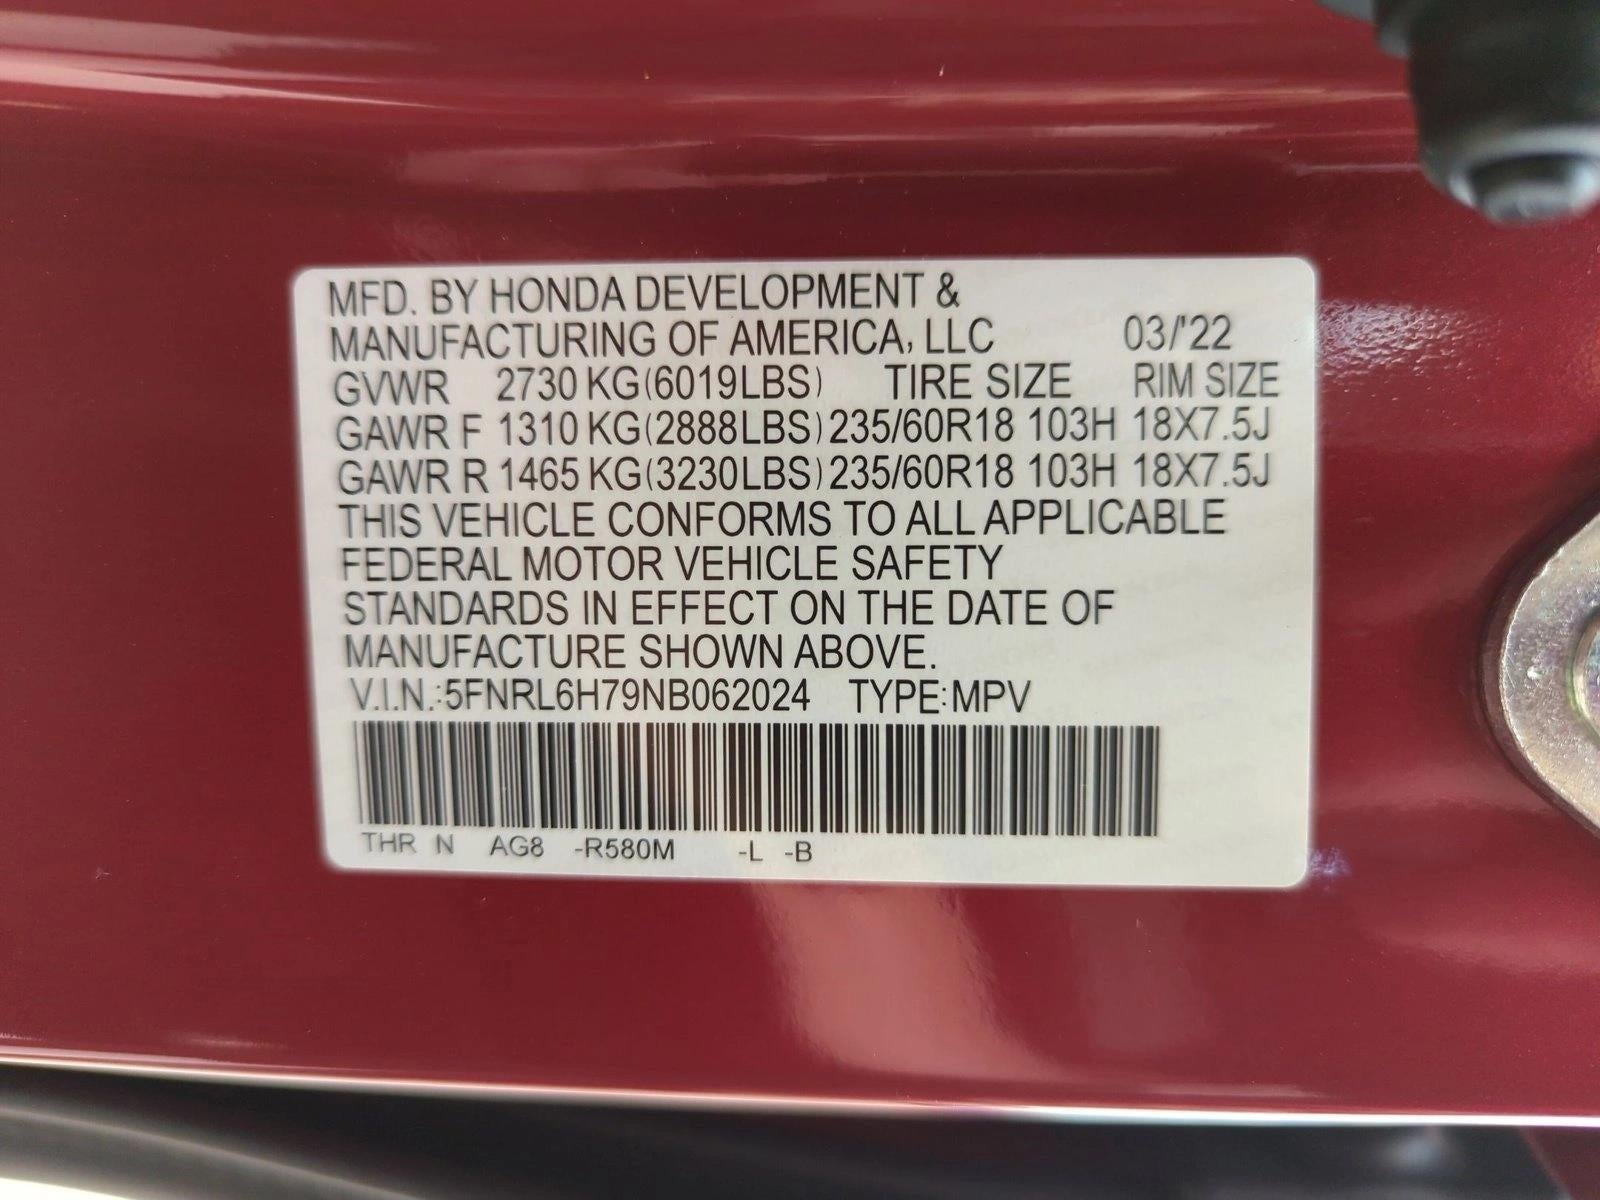 MFD. BY HONDA DEVELOPMENT &
MANUFACTURING OF AMERICA, LLC 03/'22
GVWR 2730 KG(6019LBS) TIRE SIZE RIM SIZE
GAWR F 1310 KG(2888LBS) 235/60R18 103H 18X7.5J
GAWR R 1465 KG(3230LBS) 235/60R18 103H 18X7.5J
THIS VEHICLE CONFORMS TO ALL APPLICABLE
FEDERAL MOTOR VEHICLE SAFETY
STANDARDS IN EFFECT ON THE DATE OF
MANUFACTURE SHOWN ABOVE.
V.I.N.:5FNRL6H79NB062024 TYPE:MPV
THR N AG8 -R580M -L -B